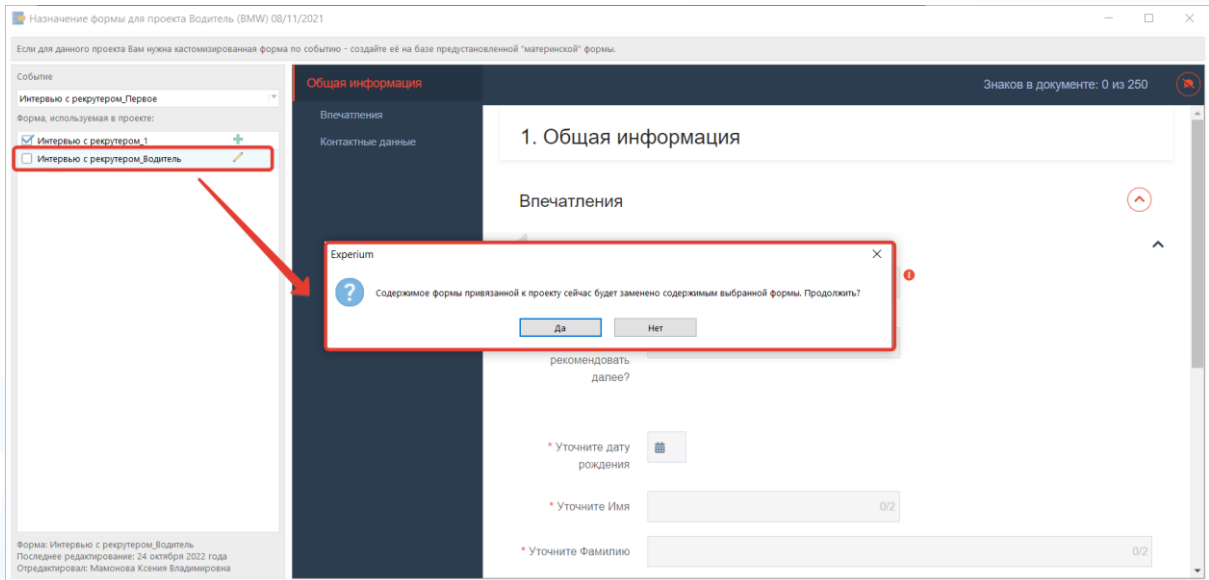 Назначение формы для проекта Водитель (BMW) 08/11/2021
Если для данного проекта Вам нужна кастомизированная форма по событию - создайте её на базе предустановленной "материнской" формы.
Событие
Интервью с рекрутером_Первое
Форма, используемая в проекте:
Интервью с рекрутером_1
Интервью с рекрутером_Водитель
Общая информация
Впечатления
Контактные данные
Знаков в документе: 0 из 250
1. Общая информация
Впечатления
Experium
Содержимое формы привязанной к проекту сейчас будет заменено содержимым выбранной формы. Продолжить?
Да
Нет
рекомендовать
далее?
* Уточните дату
рождения
* Уточните Имя
0/2
* Уточните Фамилию
0/2
Форма: Интервью с рекрутером_Водитель
Последнее редактирование: 24 октября 2022 года
Отредактировал: Мамонова Ксения Владимировна